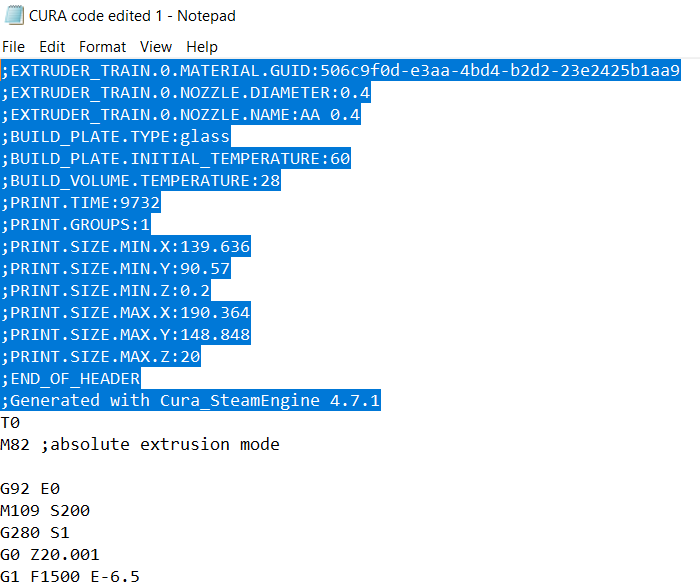 CURA code edited 1 - Notepad
File Edit Format View Help
;EXTRUDER_TRAIN.0.MATERIAL.GUID:506c9f0d-e3aa-4bd4-b2d2-23e2425b1aa9
;EXTRUDER_TRAIN.0.NOZZLE.DIAMETER:0.4
;EXTRUDER_TRAIN.0.NOZZLE.NAME:AA 0.4
;BUILD_PLATE.TYPE:glass
;BUILD_PLATE.INITIAL_TEMPERATURE:60
;BUILD_VOLUME.TEMPERATURE:28
;PRINT.TIME:9732
;PRINT.GROUPS:1
;PRINT.SIZE.MIN.X:139.636
;PRINT.SIZE.MIN.Y:90.57
;PRINT.SIZE.MIN.Z:0.2
;PRINT.SIZE.MAX.X:190.364
;PRINT.SIZE.MAX.Y:148.848
;PRINT.SIZE.MAX.Z:20
;END_OF_HEADER
;Generated with Cura_SteamEngine 4.7.1
T0
M82 ;absolute extrusion mode
G92 E0
M109 S200
G280 S1
G0 Z20.001
G1 F1500 E-6.5